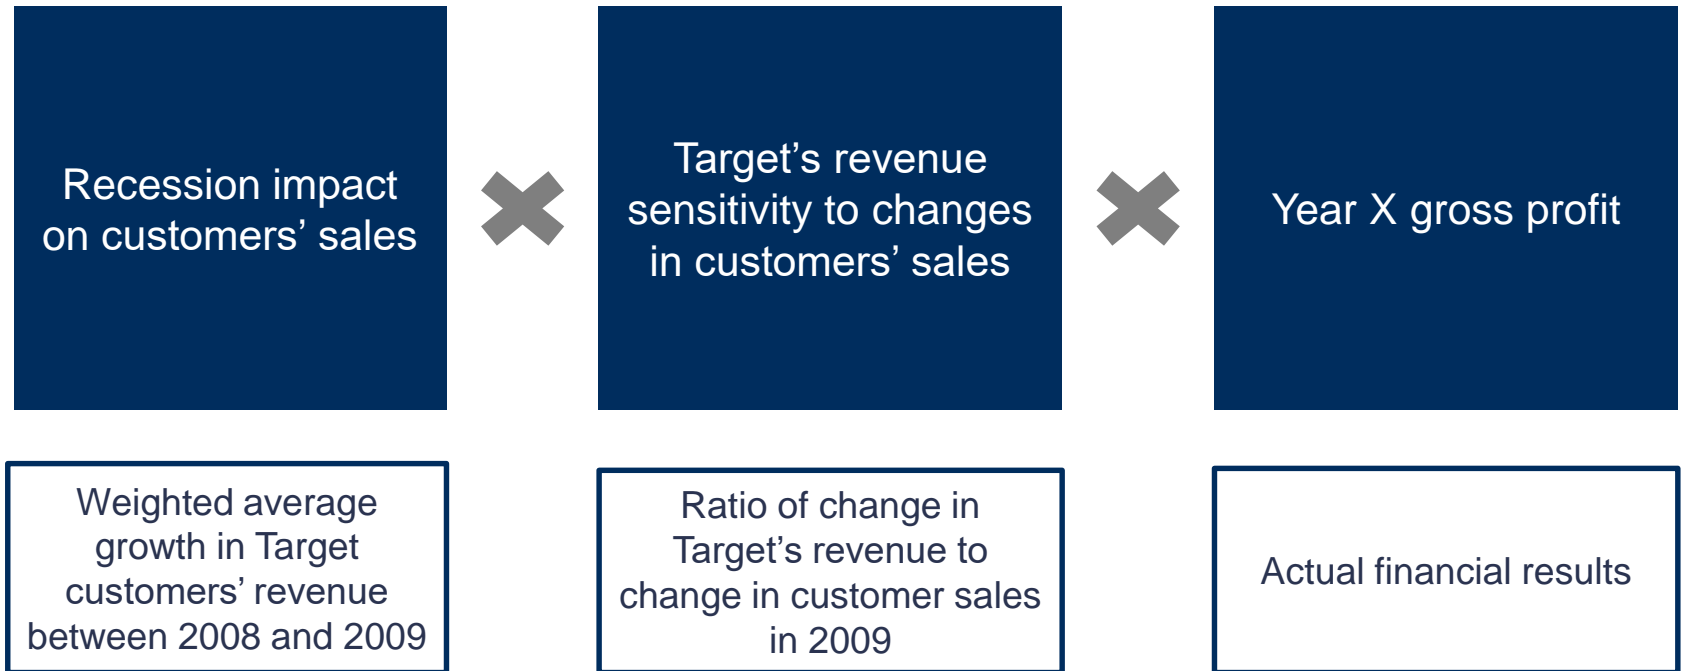 Recession impact
on customers’ sales
Target’s revenue
sensitivity to changes
in customers’ sales
Year X gross profit
Weighted average
growth in Target
customers’ revenue
between 2008 and 2009
Ratio of change in
Target’s revenue to
change in customer sales
in 2009
Actual financial results